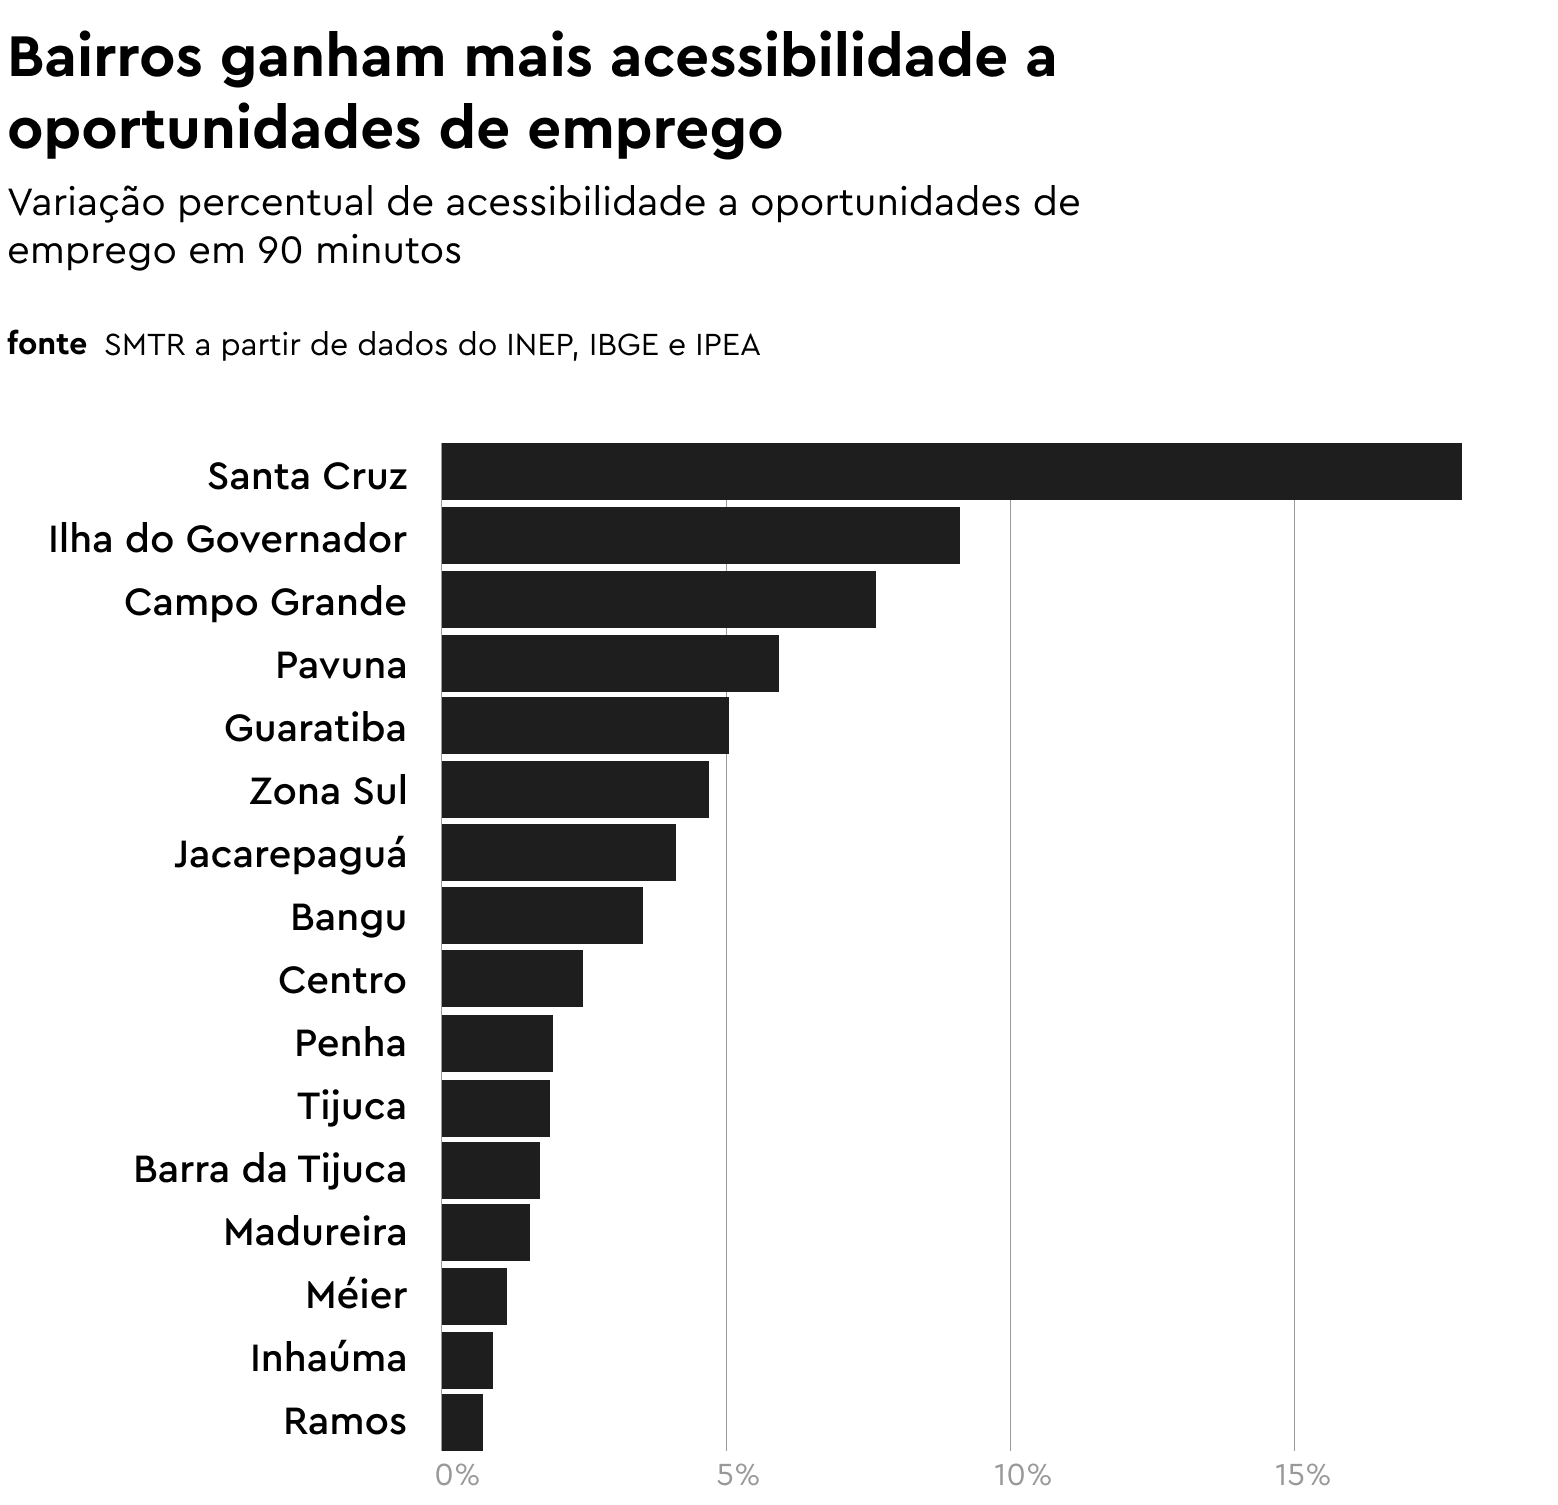 Bairros ganham mais acessibilidade a
oportunidades de emprego
Variação percentual de acessibilidade a oportunidades de
emprego em 90 minutos
fonte SMTR a partir de dados do INEP, IBGE e IPEA
Santa Cruz
Ilha do Governador
Campo Grande
Pavuna
Guaratiba
Zona Sul
Jacarepaguá
Bangu
Centro
Penha
Tijuca
Barra da Tijuca
Madureira
Méier
Inhaúma
Ramos
0% 5% 10% 15%